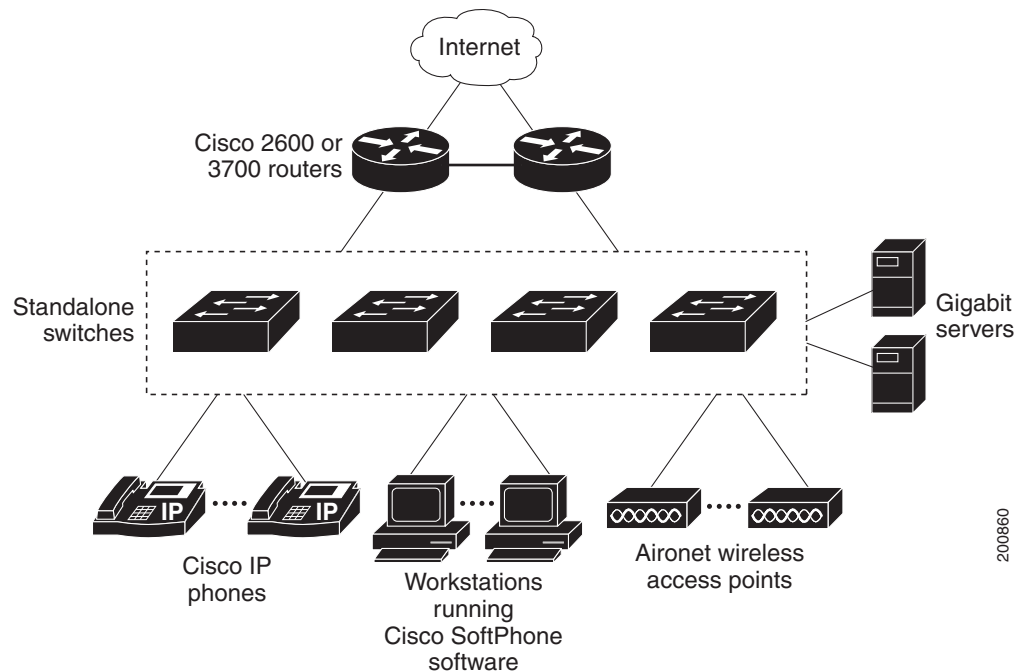 Internet
Cisco 2600 or
3700 routers
Standalone
switches
Gigabit
servers
IP
IP
Cisco IP
phones
Workstations
running
Cisco SoftPhone
software
Aironet wireless
access points
200860